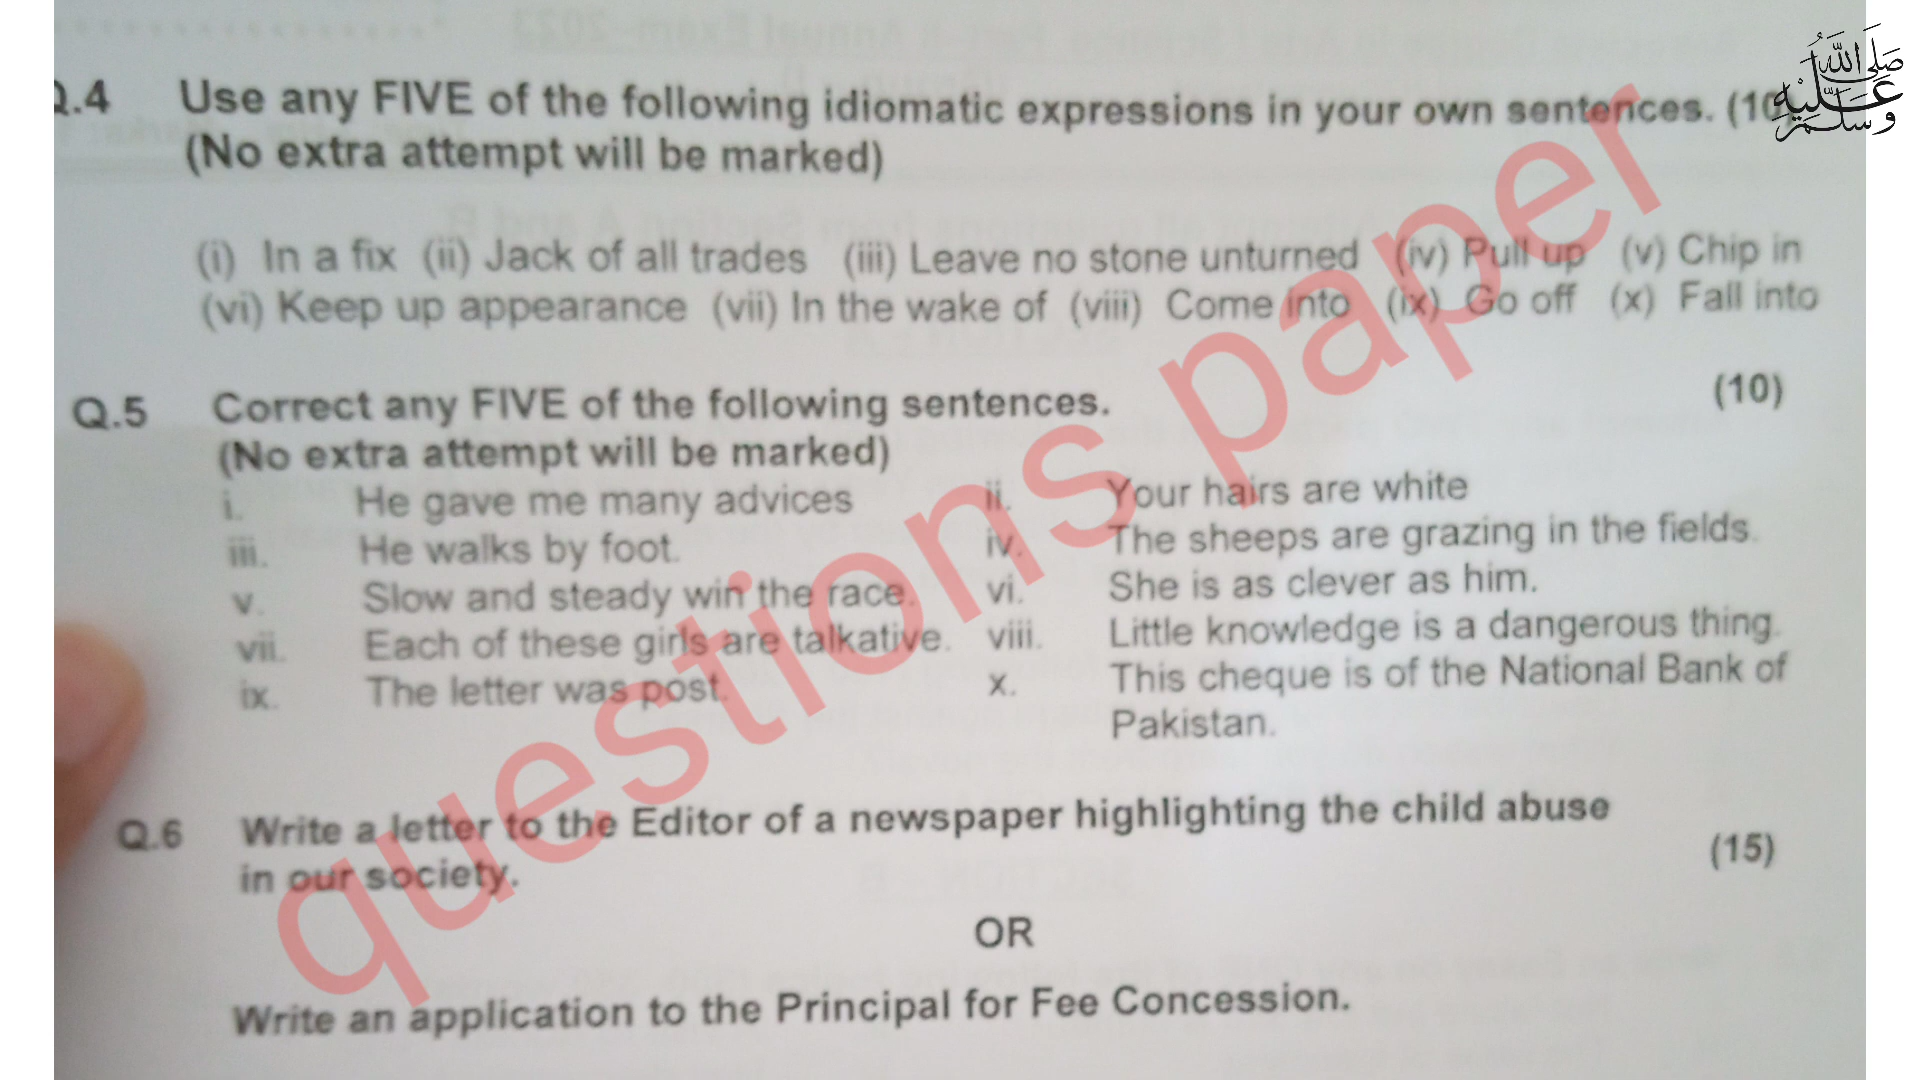 صلى الله عليه وسلم
Q.4 Use any FIVE of the following idiomatic expressions in your own sentences. (10)
(No extra attempt will be marked)
(i) In a fix (ii) Jack of all trades (iii) Leave no stone unturned (iv) Pull up (v) Chip in
(vi) Keep up appearance (vii) In the wake of (viii) Come into (ix) Go off (x) Fall into
Q.5 Correct any FIVE of the following sentences. (10)
(No extra attempt will be marked)
i. He gave me many advices ii. Your hairs are white
iii. He walks by foot. iv. The sheeps are grazing in the fields.
v. Slow and steady win the race. vi. She is as clever as him.
vii. Each of these girls are talkative. viii. Little knowledge is a dangerous thing.
ix. The letter was post. x. This cheque is of the National Bank of
Pakistan.
Q.6 Write a letter to the Editor of a newspaper highlighting the child abuse
in our society. (15)
OR
Write an application to the Principal for Fee Concession.
questions paper